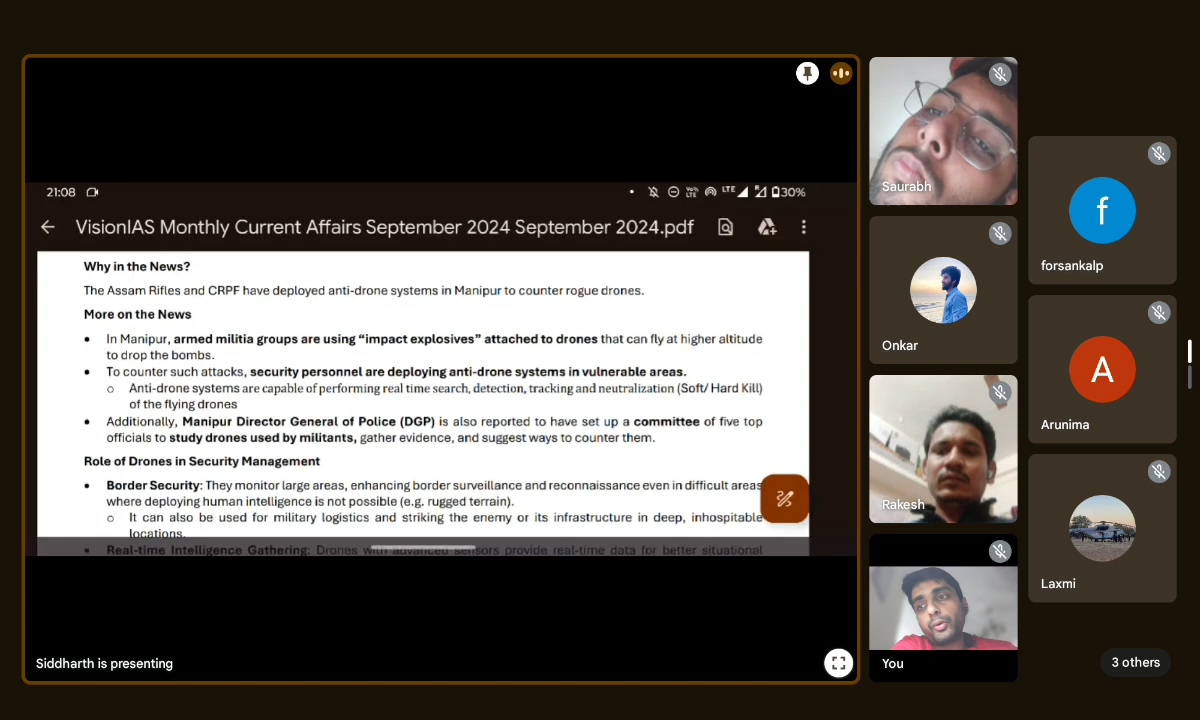 21:08
LTE
30%
VisionIAS Monthly Current Affairs September 2024 September 2024.pdf
Why in the News?
The Assam Rifles and CRPF have deployed anti-drone systems in Manipur to counter rogue drones.
More on the News
• In Manipur, armed militia groups are using “impact explosives” attached to drones that can fly at higher altitude
to drop the bombs.
• To counter such attacks, security personnel are deploying anti-drone systems in vulnerable areas.
o Anti-drone systems are capable of performing real time search, detection, tracking and neutralization (Soft/ Hard Kill)
of the flying drones
• Additionally, Manipur Director General of Police (DGP) is also reported to have set up a committee of five top
officials to study drones used by militants, gather evidence, and suggest ways to counter them.
Role of Drones in Security Management
• Border Security: They monitor large areas, enhancing border surveillance and reconnaissance even in difficult areas
where deploying human intelligence is not possible (e.g. rugged terrain).
o It can also be used for military logistics and striking the enemy or its infrastructure in deep, inhospitable
locations.
• Real-time Intelligence Gathering: Drones with advanced sensors provide real-time data for better situational
Siddharth is presenting
Saurabh
Onkar
Rakesh
You
f
forsankalp
A
Arunima
Laxmi
3 others